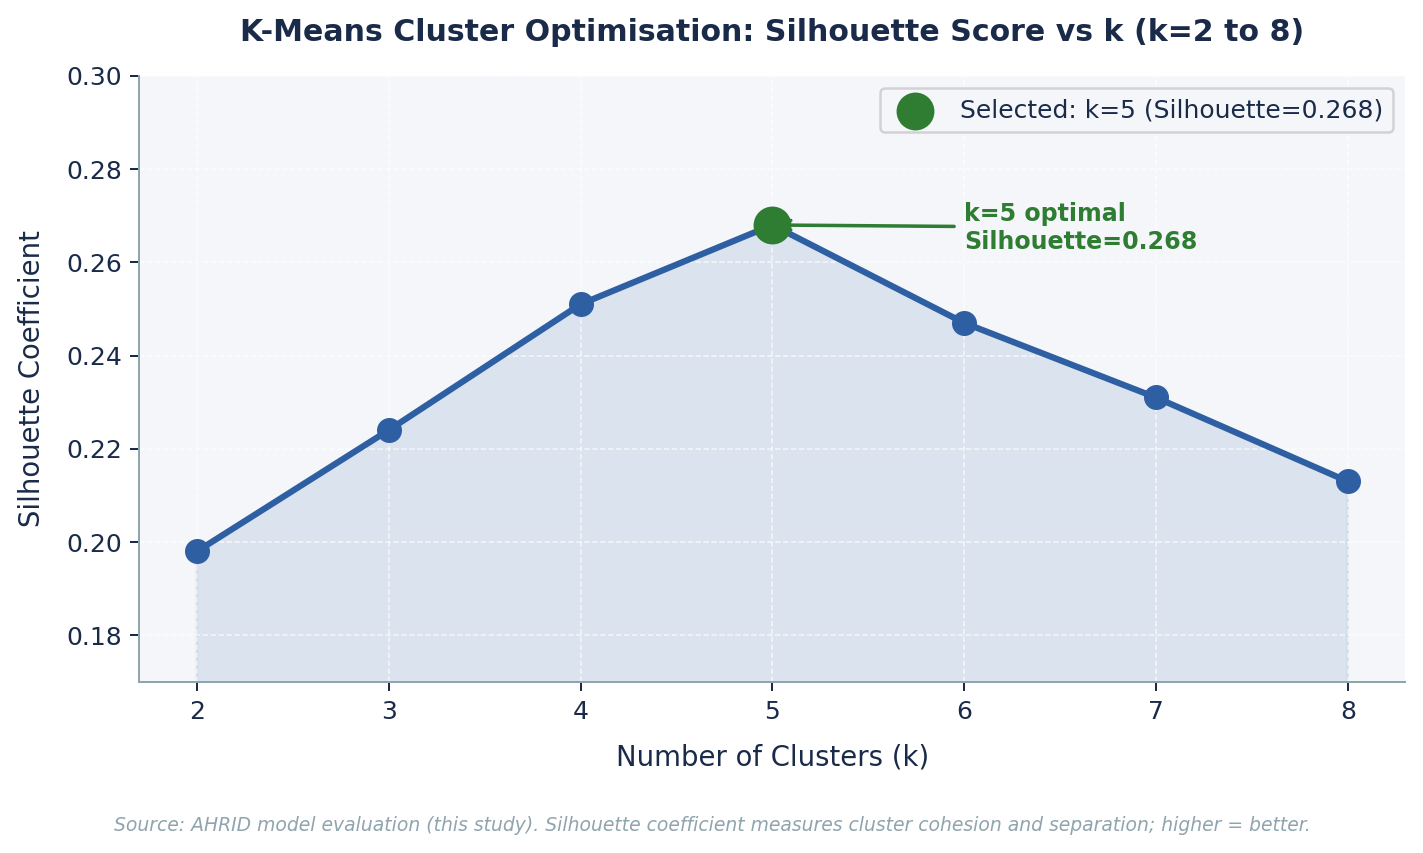 K-Means Cluster Optimisation: Silhouette Score vs k (k=2 to 8)
Selected: k=5 (Silhouette=0.268)
k=5 optimal
Silhouette=0.268
Silhouette Coefficient
0.30
0.28
0.26
0.24
0.22
0.20
0.18
2 3 4 5 6 7 8
Number of Clusters (k)
Source: AHRID model evaluation (this study). Silhouette coefficient measures cluster cohesion and separation; higher = better.